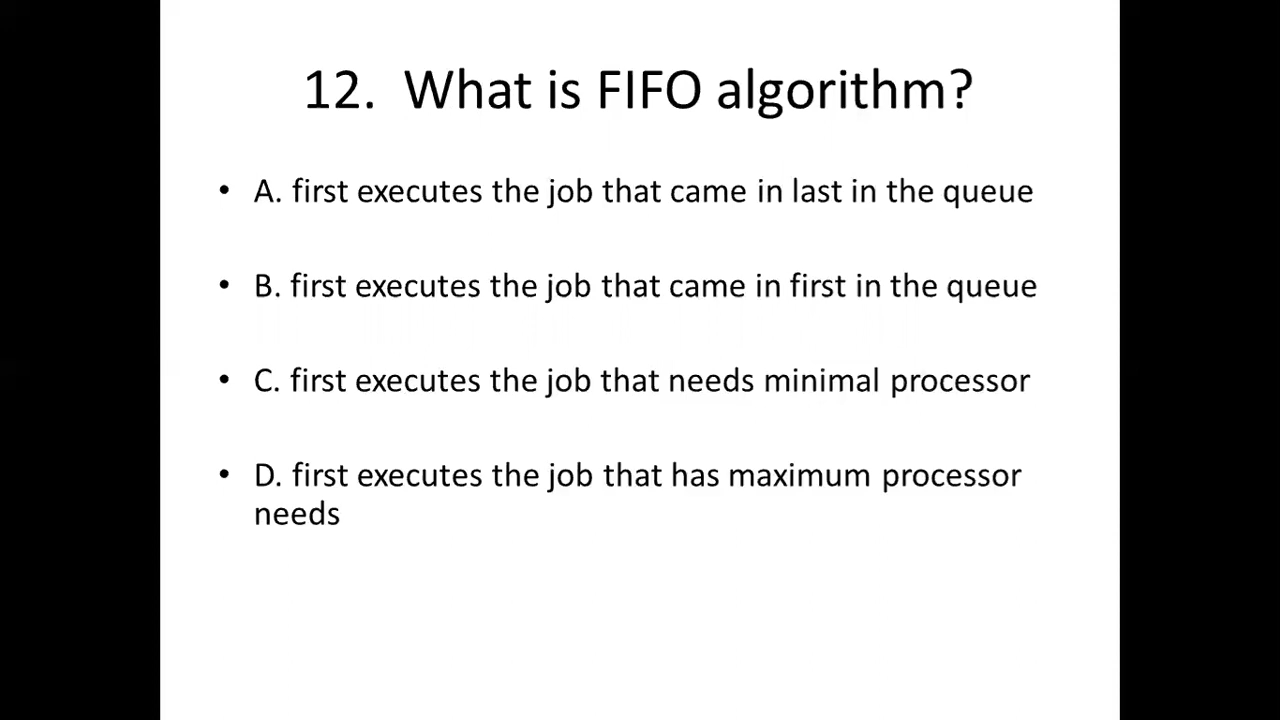 12. What is FIFO algorithm?
• A. first executes the job that came in last in the queue
• B. first executes the job that came in first in the queue
• C. first executes the job that needs minimal processor
• D. first executes the job that has maximum processor
needs